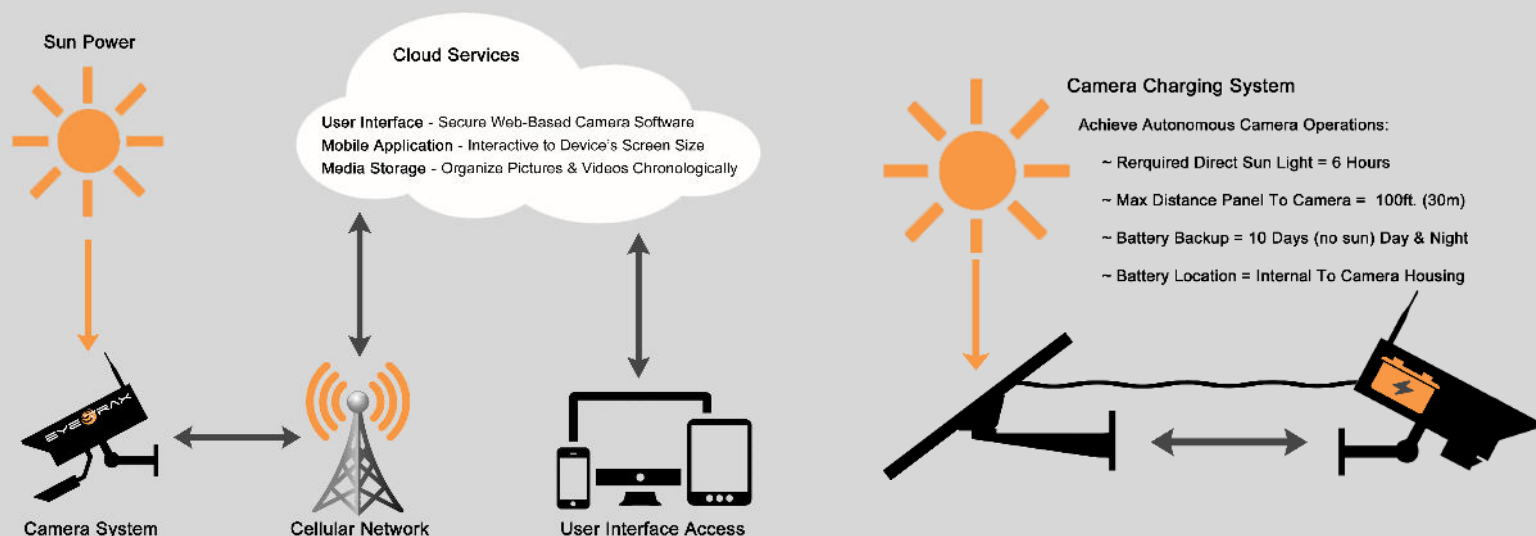 Sun Power
Cloud Services
User Interface - Secure Web-Based Camera Software
Mobile Application - Interactive to Device's Screen Size
Media Storage - Organize Pictures & Videos Chronologically
EYETRAX
Camera System
Cellular Network
User Interface Access
Camera Charging System
Achieve Autonomous Camera Operations:
~ Rerquired Direct Sun Light = 6 Hours
~ Max Distance Panel To Camera = 100ft. (30m)
~ Battery Backup = 10 Days (no sun) Day & Night
~ Battery Location = Internal To Camera Housing